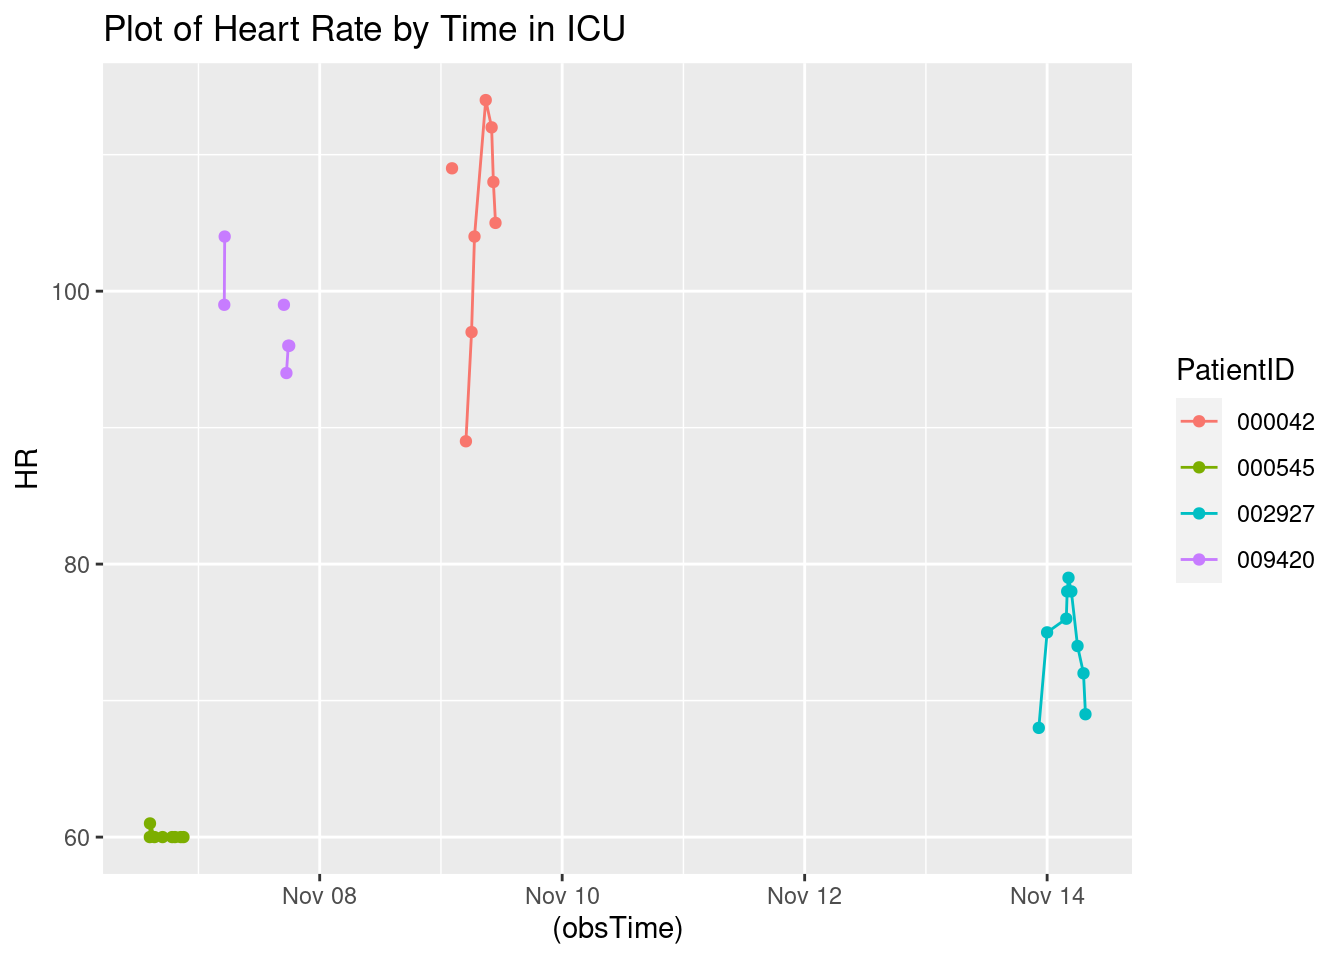 Plot of Heart Rate by Time in ICU
HR
100
80
60
Nov 08
Nov 10
Nov 12
Nov 14
(obsTime)
PatientID
000042
000545
002927
009420